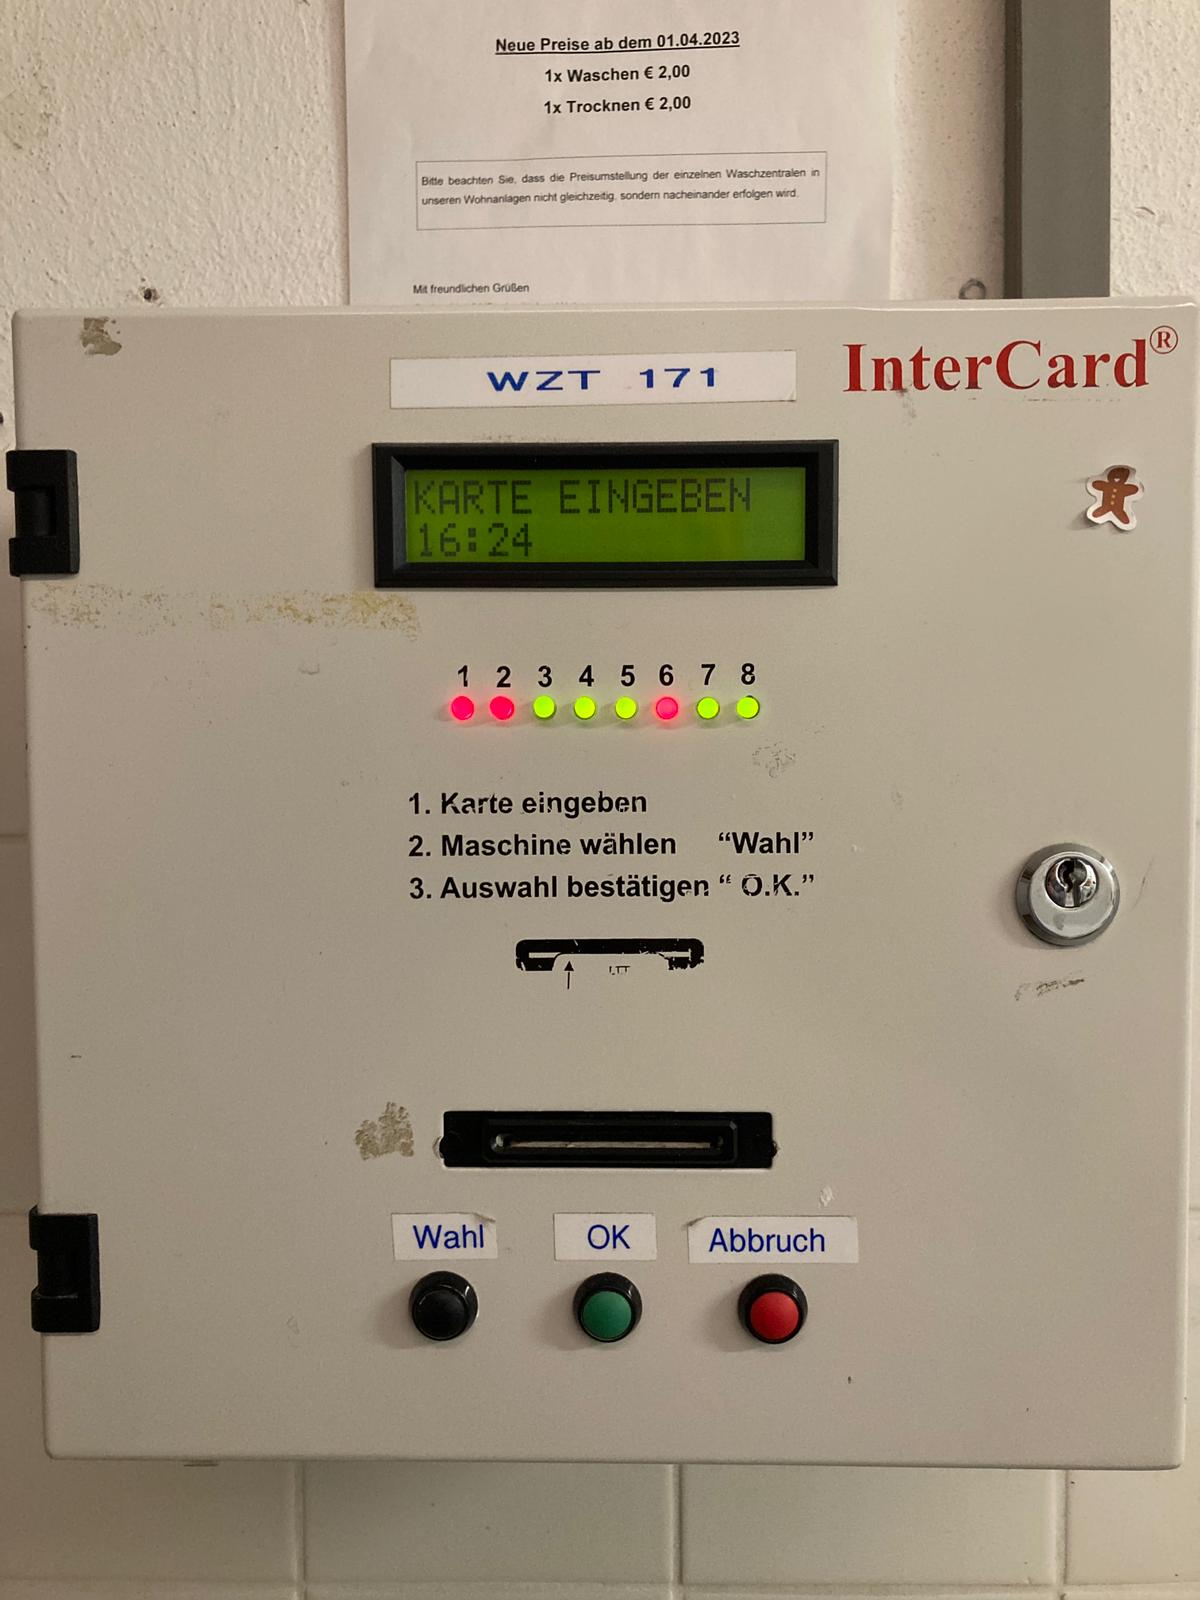 Neue Preise ab dem 01.04.2023
1x Waschen € 2,00
1x Trocknen € 2,00
Bitte beachten Sie, dass die Preisumstellung der einzelnen Waschzentralen in
unseren Wohnanlagen nicht gleichzeitig, sondern nacheinander erfolgen wird.
Mit freundlichen Grüßen
WZT 171
InterCard®
KARTE EINGEBEN
16:24
1 2 3 4 5 6 7 8
1. Karte eingeben
2. Maschine wählen "Wahl"
3. Auswahl bestätigen " O.K."
Wahl OK Abbruch